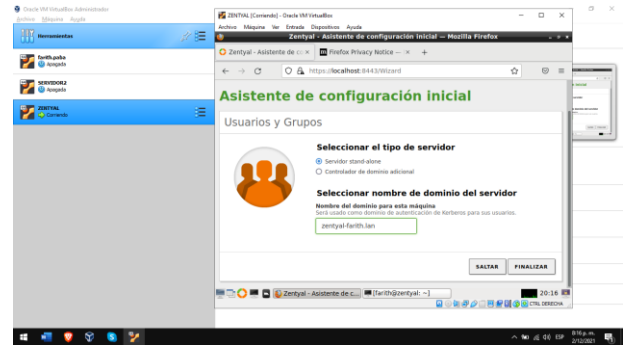 Oracle VM VirtualBox Administrador
Archivo Máquina Ayuda
Herramientas
farith.pabo
Apagada
SERVIDOR2
Apagada
ZENTYAL
Corriendo
ZENTYAL [Corriendo] - Oracle VM VirtualBox
Archivo Máquina Ver Entrada Dispositivos Ayuda
Zentyal - Asistente de configuración inicial — Mozilla Firefox
Zentyal - Asistente de co
Firefox Privacy Notice —
https://localhost:8443/Wizard
Asistente de configuración inicial
Usuarios y Grupos
Seleccionar el tipo de servidor
Servidor stand-alone
Controlador de dominio adicional
Seleccionar nombre de dominio del servidor
Nombre del dominio para esta máquina
Será usado como dominio de autenticación de Kerberos para sus usuarios.
zentyal-farith.lan
SALTAR FINALIZAR
Zentyal - Asistente de c...
[farith@zentyal: ~]
20:16
CTRL DERECHA
ESP
8:16 p. m.
2/12/2021